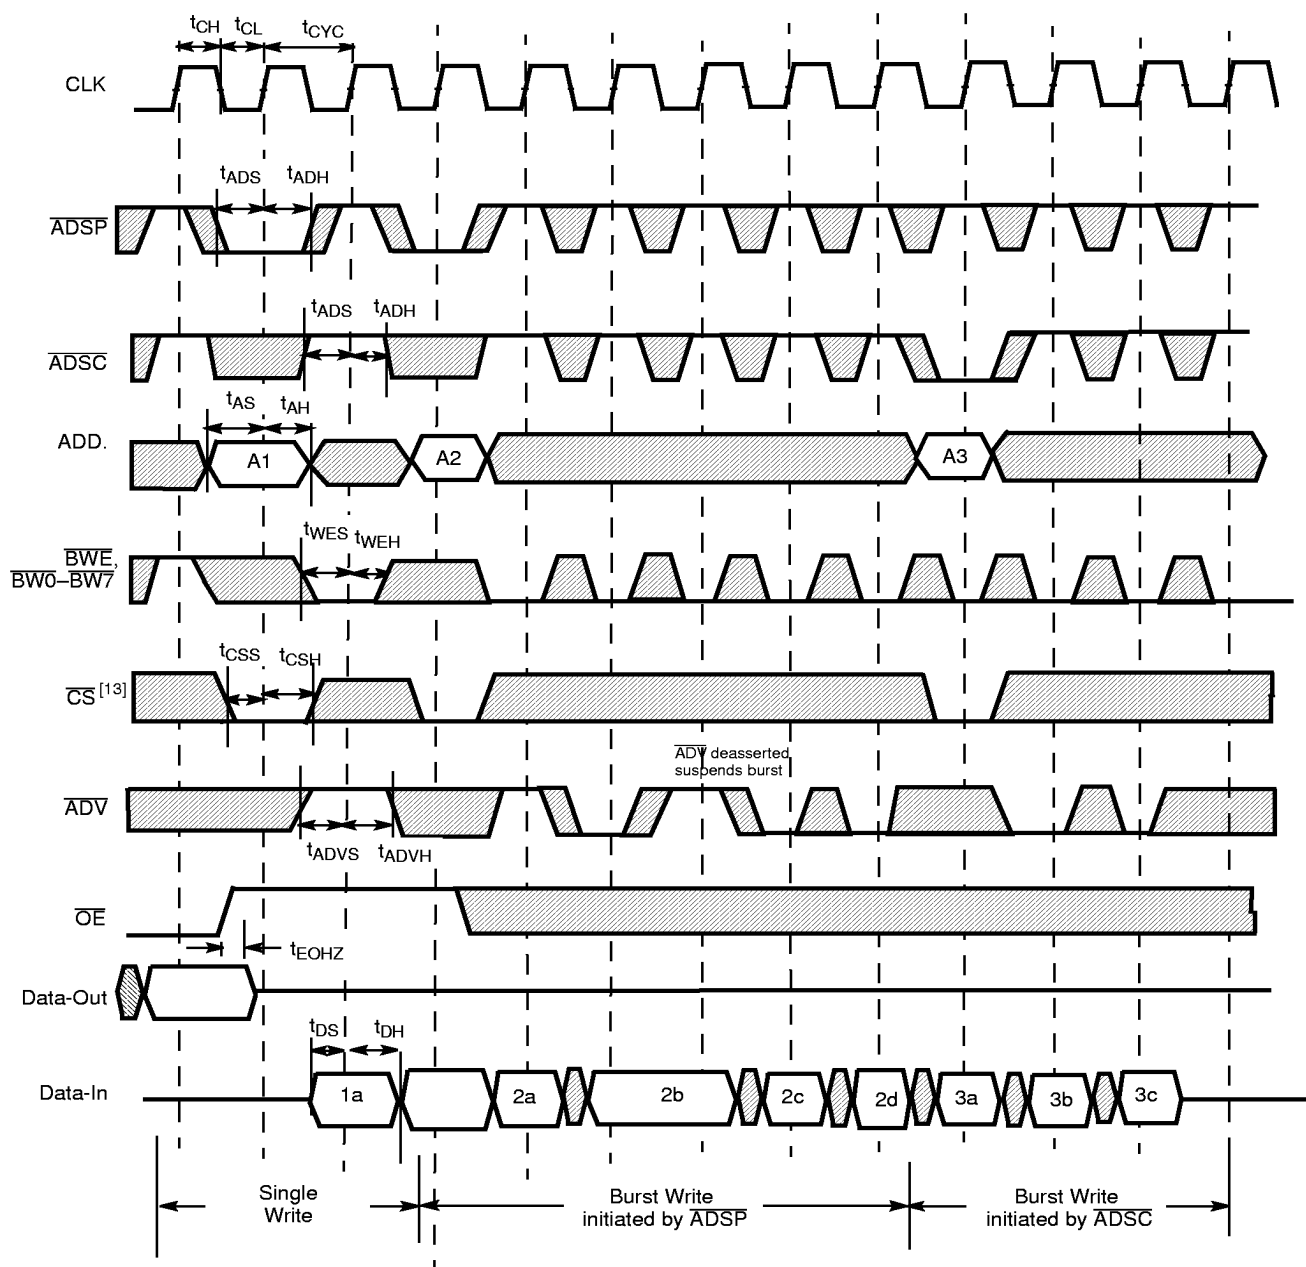 tCH tCL tCYC
CLK
tADS tADH
ADSP
tADS tADH
ADSC
tAS tAH
ADD.
A1 A2 A3
tWES tWEH
BWE,
BW0–BW7
tCSS tCSH
CS [13]
ADV deasserted
suspends burst
ADV
tADVS tADVH
OE
tEOHZ
Data-Out
tDS tDH
Data-In
1a 2a 2b 2c 2d 3a 3b 3c
Single
Write
Burst Write
initiated by ADSP
Burst Write
initiated by ADSC